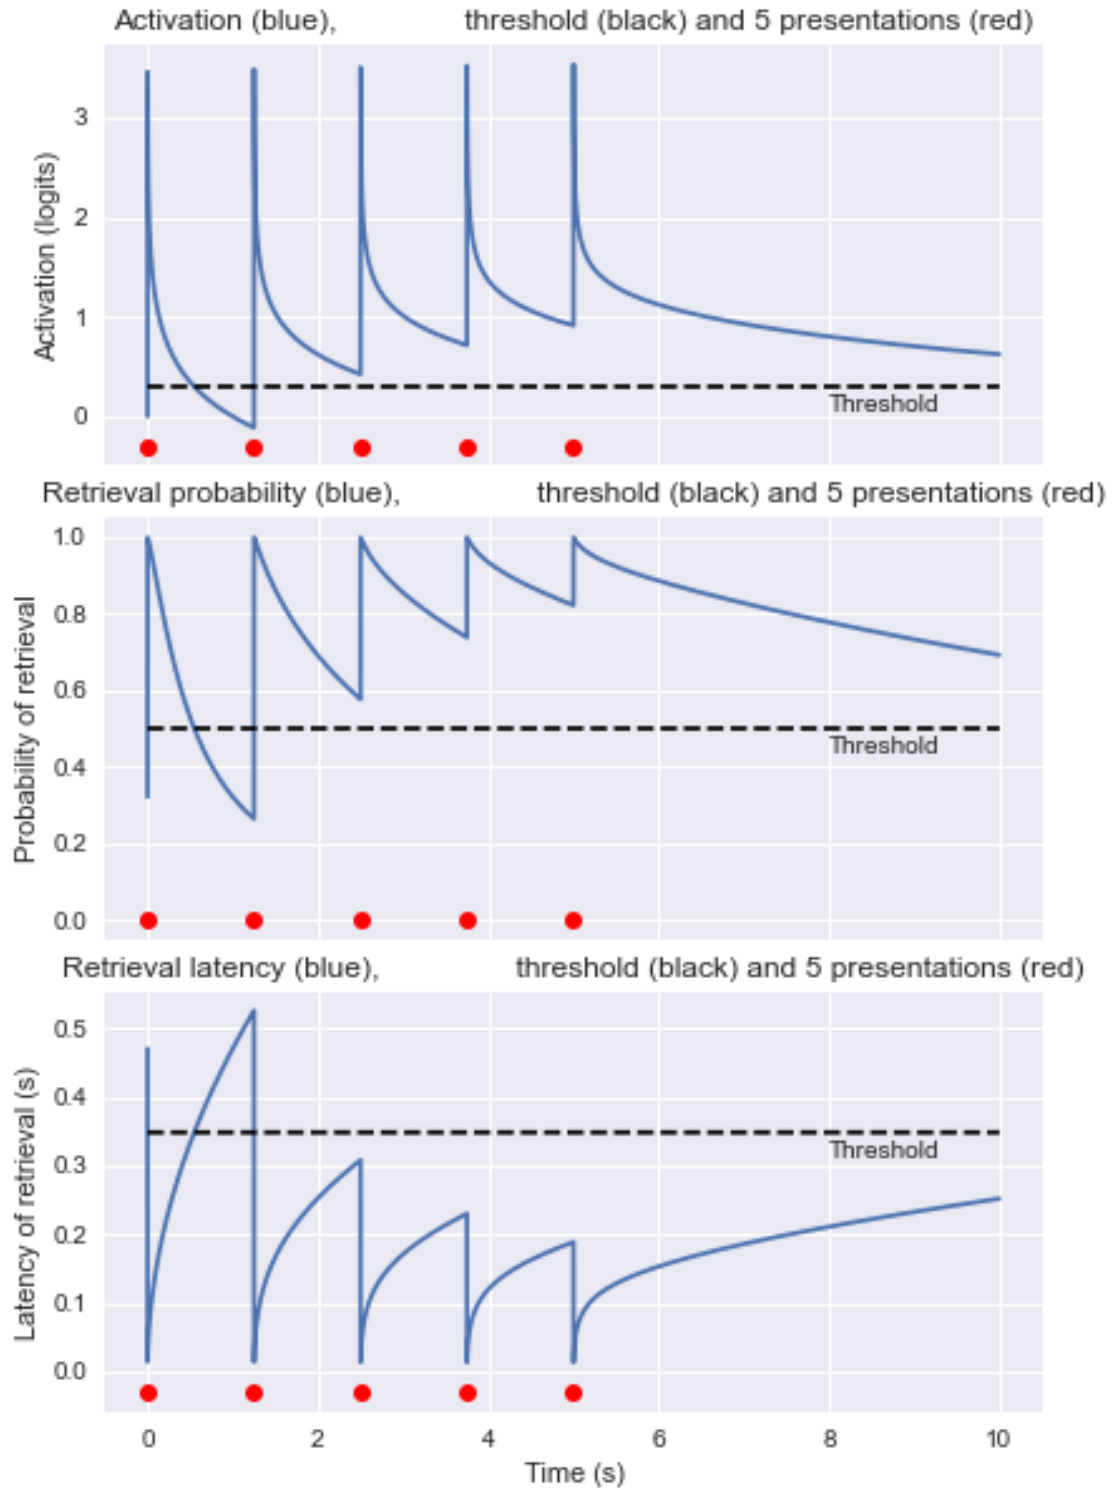 Activation (blue), threshold (black) and 5 presentations (red)
Activation (logits)
3
2
1
0
Threshold
Retrieval probability (blue), threshold (black) and 5 presentations (red)
Probability of retrieval
1.0
0.8
0.6
0.4
0.2
0.0
Threshold
Retrieval latency (blue), threshold (black) and 5 presentations (red)
Latency of retrieval (s)
0.5
0.4
0.3
0.2
0.1
0.0
Threshold
0 2 4 6 8 10
Time (s)